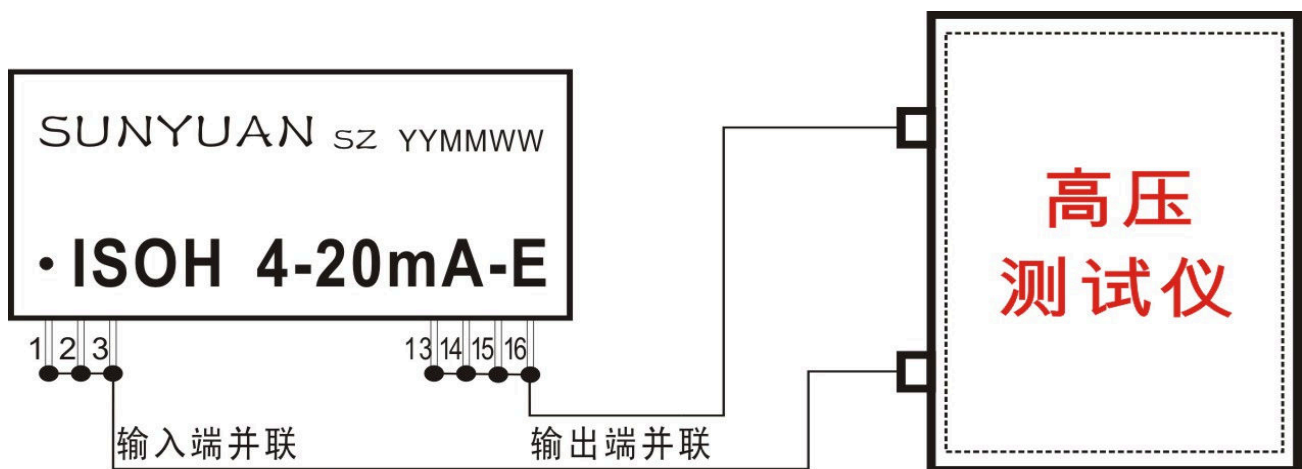 SUNYUAN SZ YYMMWW
· ISOH 4-20mA-E
1 2 3 13 14 15 16
输入端并联 输出端并联
高压
测试仪